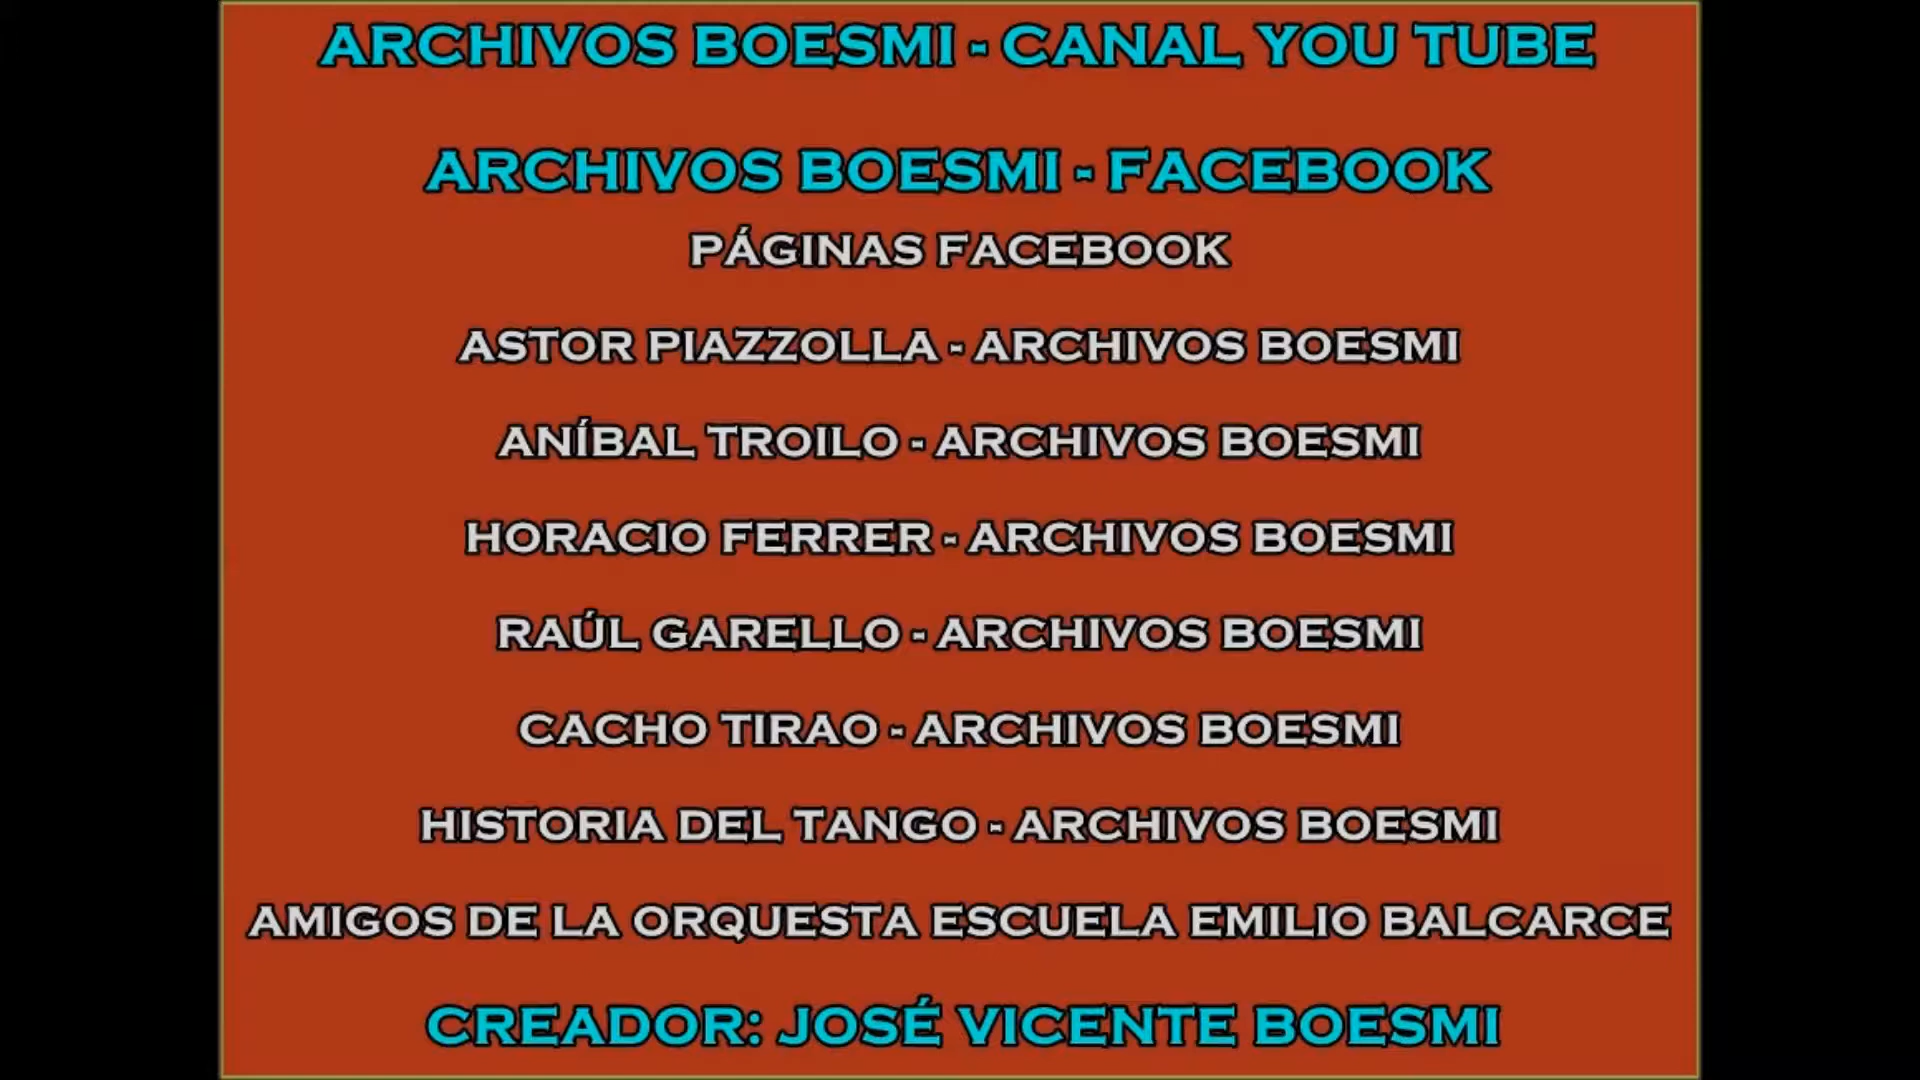 ARCHIVOS BOESMI - CANAL YOU TUBE
ARCHIVOS BOESMI - FACEBOOK
PÁGINAS FACEBOOK
ASTOR PIAZZOLLA - ARCHIVOS BOESMI
ANÍBAL TROILO - ARCHIVOS BOESMI
HORACIO FERRER - ARCHIVOS BOESMI
RAÚL GARELLO - ARCHIVOS BOESMI
CACHO TIRAO - ARCHIVOS BOESMI
HISTORIA DEL TANGO - ARCHIVOS BOESMI
AMIGOS DE LA ORQUESTA ESCUELA EMILIO BALCARCE
CREADOR: JOSÉ VICENTE BOESMI